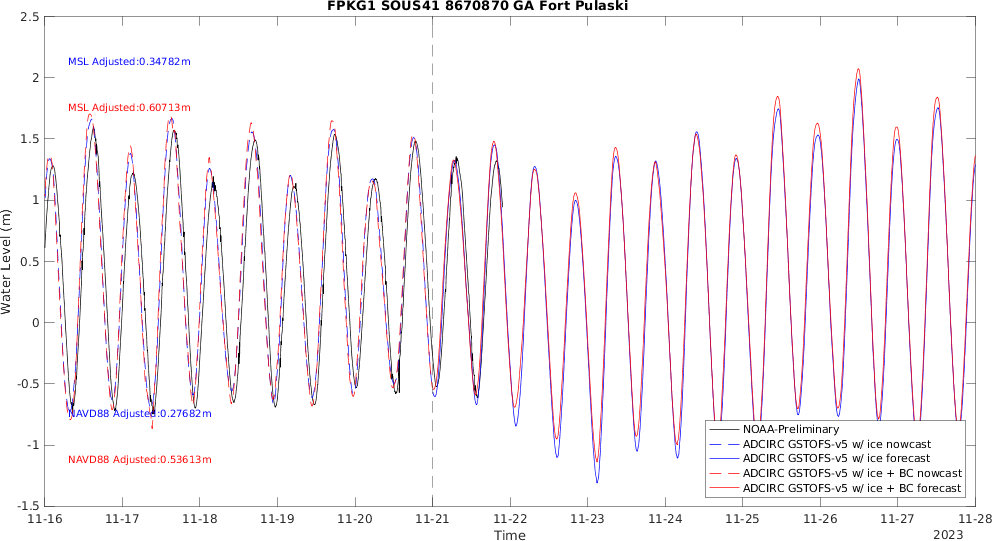 FPKG1 SOUS41 8670870 GA Fort Pulaski
2.5
MSL Adjusted:0.34782m
2
MSL Adjusted:0.60713m
1.5
1
0.5
Water Level (m)
0
-0.5
NAVD88 Adjusted:0.27682m
-1
NAVD88 Adjusted:0.53613m
-1.5
NOAA-Preliminary
ADCIRC GSTOFS-v5 w/ ice nowcast
ADCIRC GSTOFS-v5 w/ ice forecast
ADCIRC GSTOFS-v5 w/ ice + BC nowcast
ADCIRC GSTOFS-v5 w/ ice + BC forecast
11-16 11-17 11-18 11-19 11-20 11-21 11-22 11-23 11-24 11-25 11-26 11-27 11-28
Time
2023